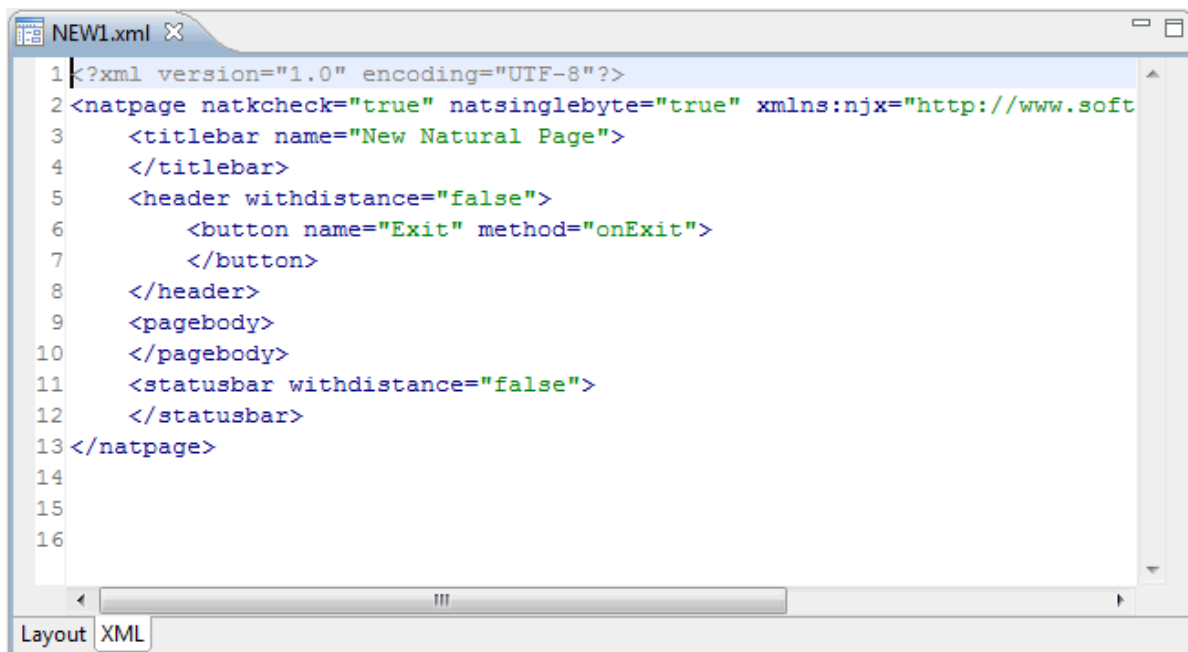 NEW1.xml
1 <?xml version="1.0" encoding="UTF-8"?>
2 <natpage natkcheck="true" natsinglebyte="true" xmlns:njx="http://www.soft
3     <titlebar name="New Natural Page">
4     </titlebar>
5     <header withdistance="false">
6         <button name="Exit" method="onExit">
7         </button>
8     </header>
9     <pagebody>
10     </pagebody>
11     <statusbar withdistance="false">
12     </statusbar>
13 </natpage>
14
15
16
Layout XML